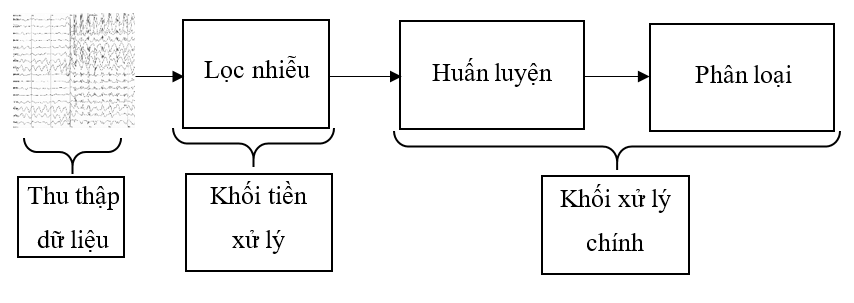 Lọc nhiễu
Huấn luyện
Phân loại
Thu thập
dữ liệu
Khối tiền
xử lý
Khối xử lý
chính